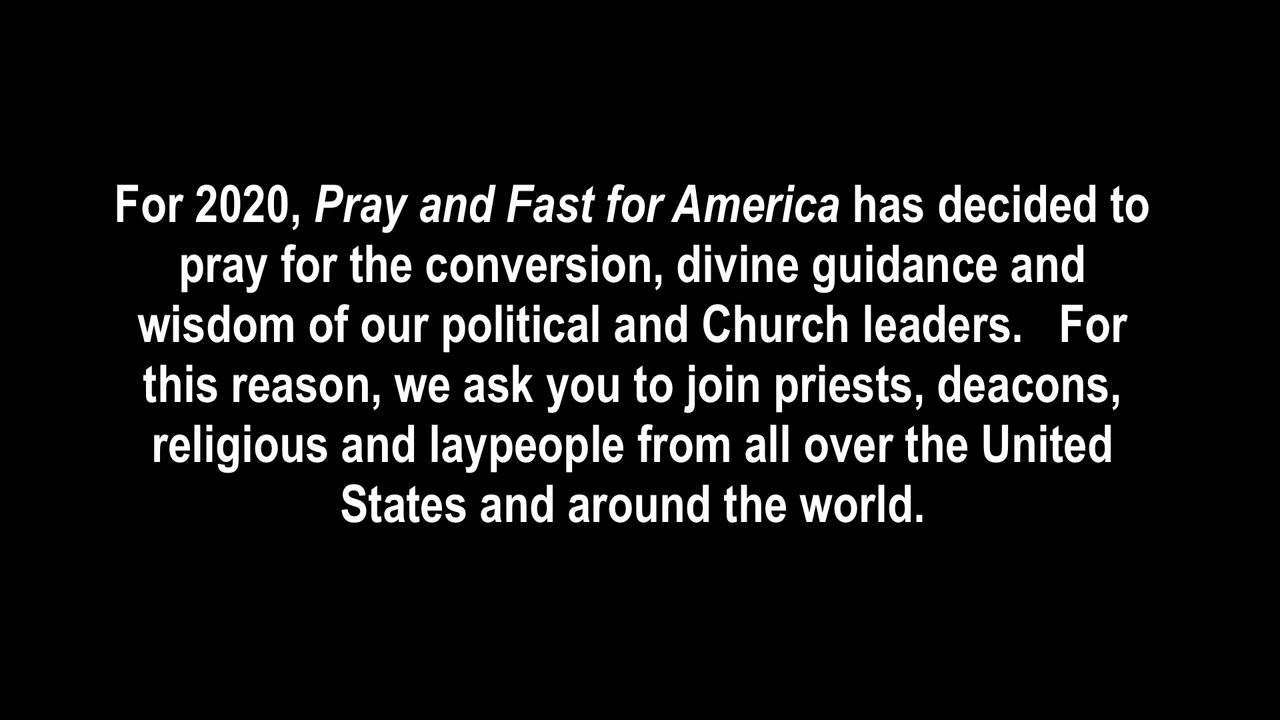 For 2020, Pray and Fast for America has decided to
pray for the conversion, divine guidance and
wisdom of our political and Church leaders.   For
this reason, we ask you to join priests, deacons,
religious and laypeople from all over the United
States and around the world.